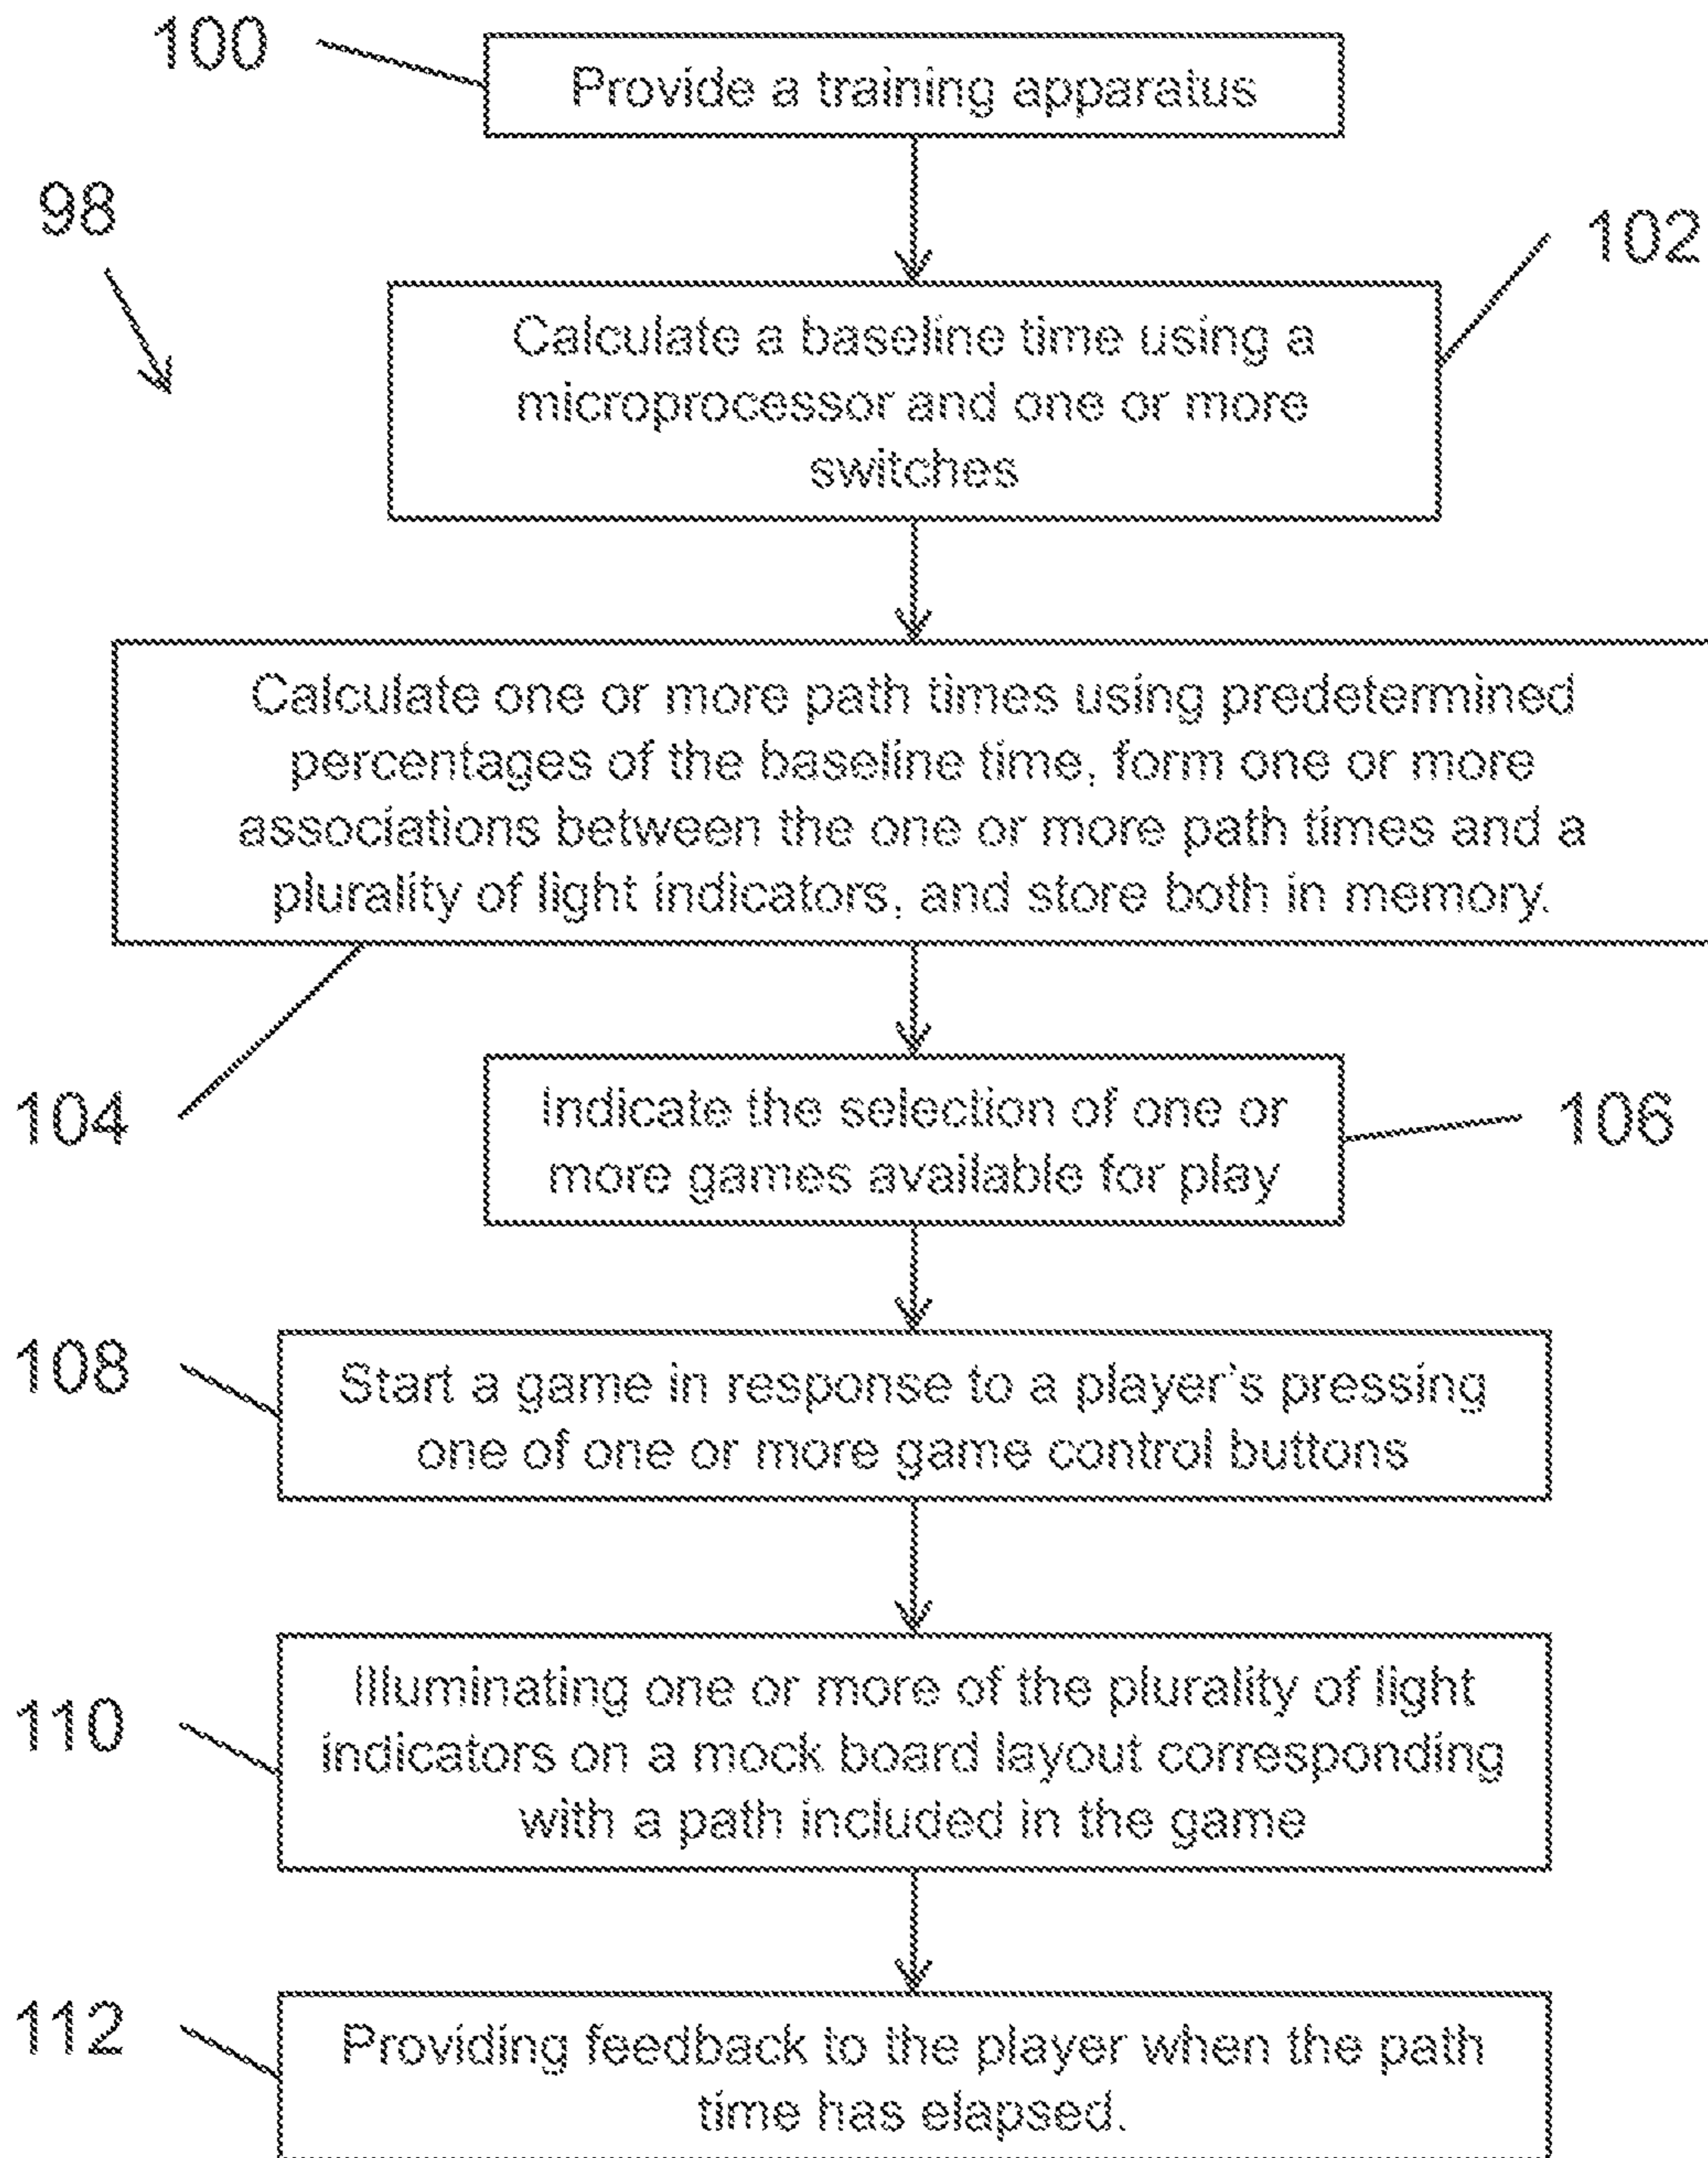 100
Provide a training apparatus
98
102
Calculate a baseline time using a
microprocessor and one or more
switches
Calculate one or more path times using predetermined
percentages of the baseline time, form one or more
associations between the one or more path times and a
plurality of light indicators, and store both in memory.
104
Indicate the selection of one or
more games available for play
106
108
Start a game in response to a player's pressing
one of one or more game control buttons
110
Illuminating one or more of the plurality of light
indicators on a mock board layout corresponding
with a path included in the game
112
Providing feedback to the player when the path
time has elapsed.